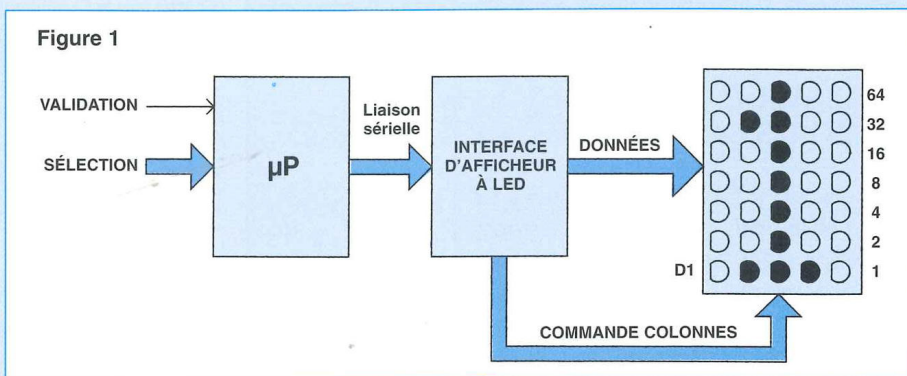 Figure 1
VALIDATION
SÉLECTION
µP
Liaison
sérielle
INTERFACE
D'AFFICHEUR
À LED
DONNÉES
COMMANDE COLONNES
D1
64
32
16
8
4
2
1